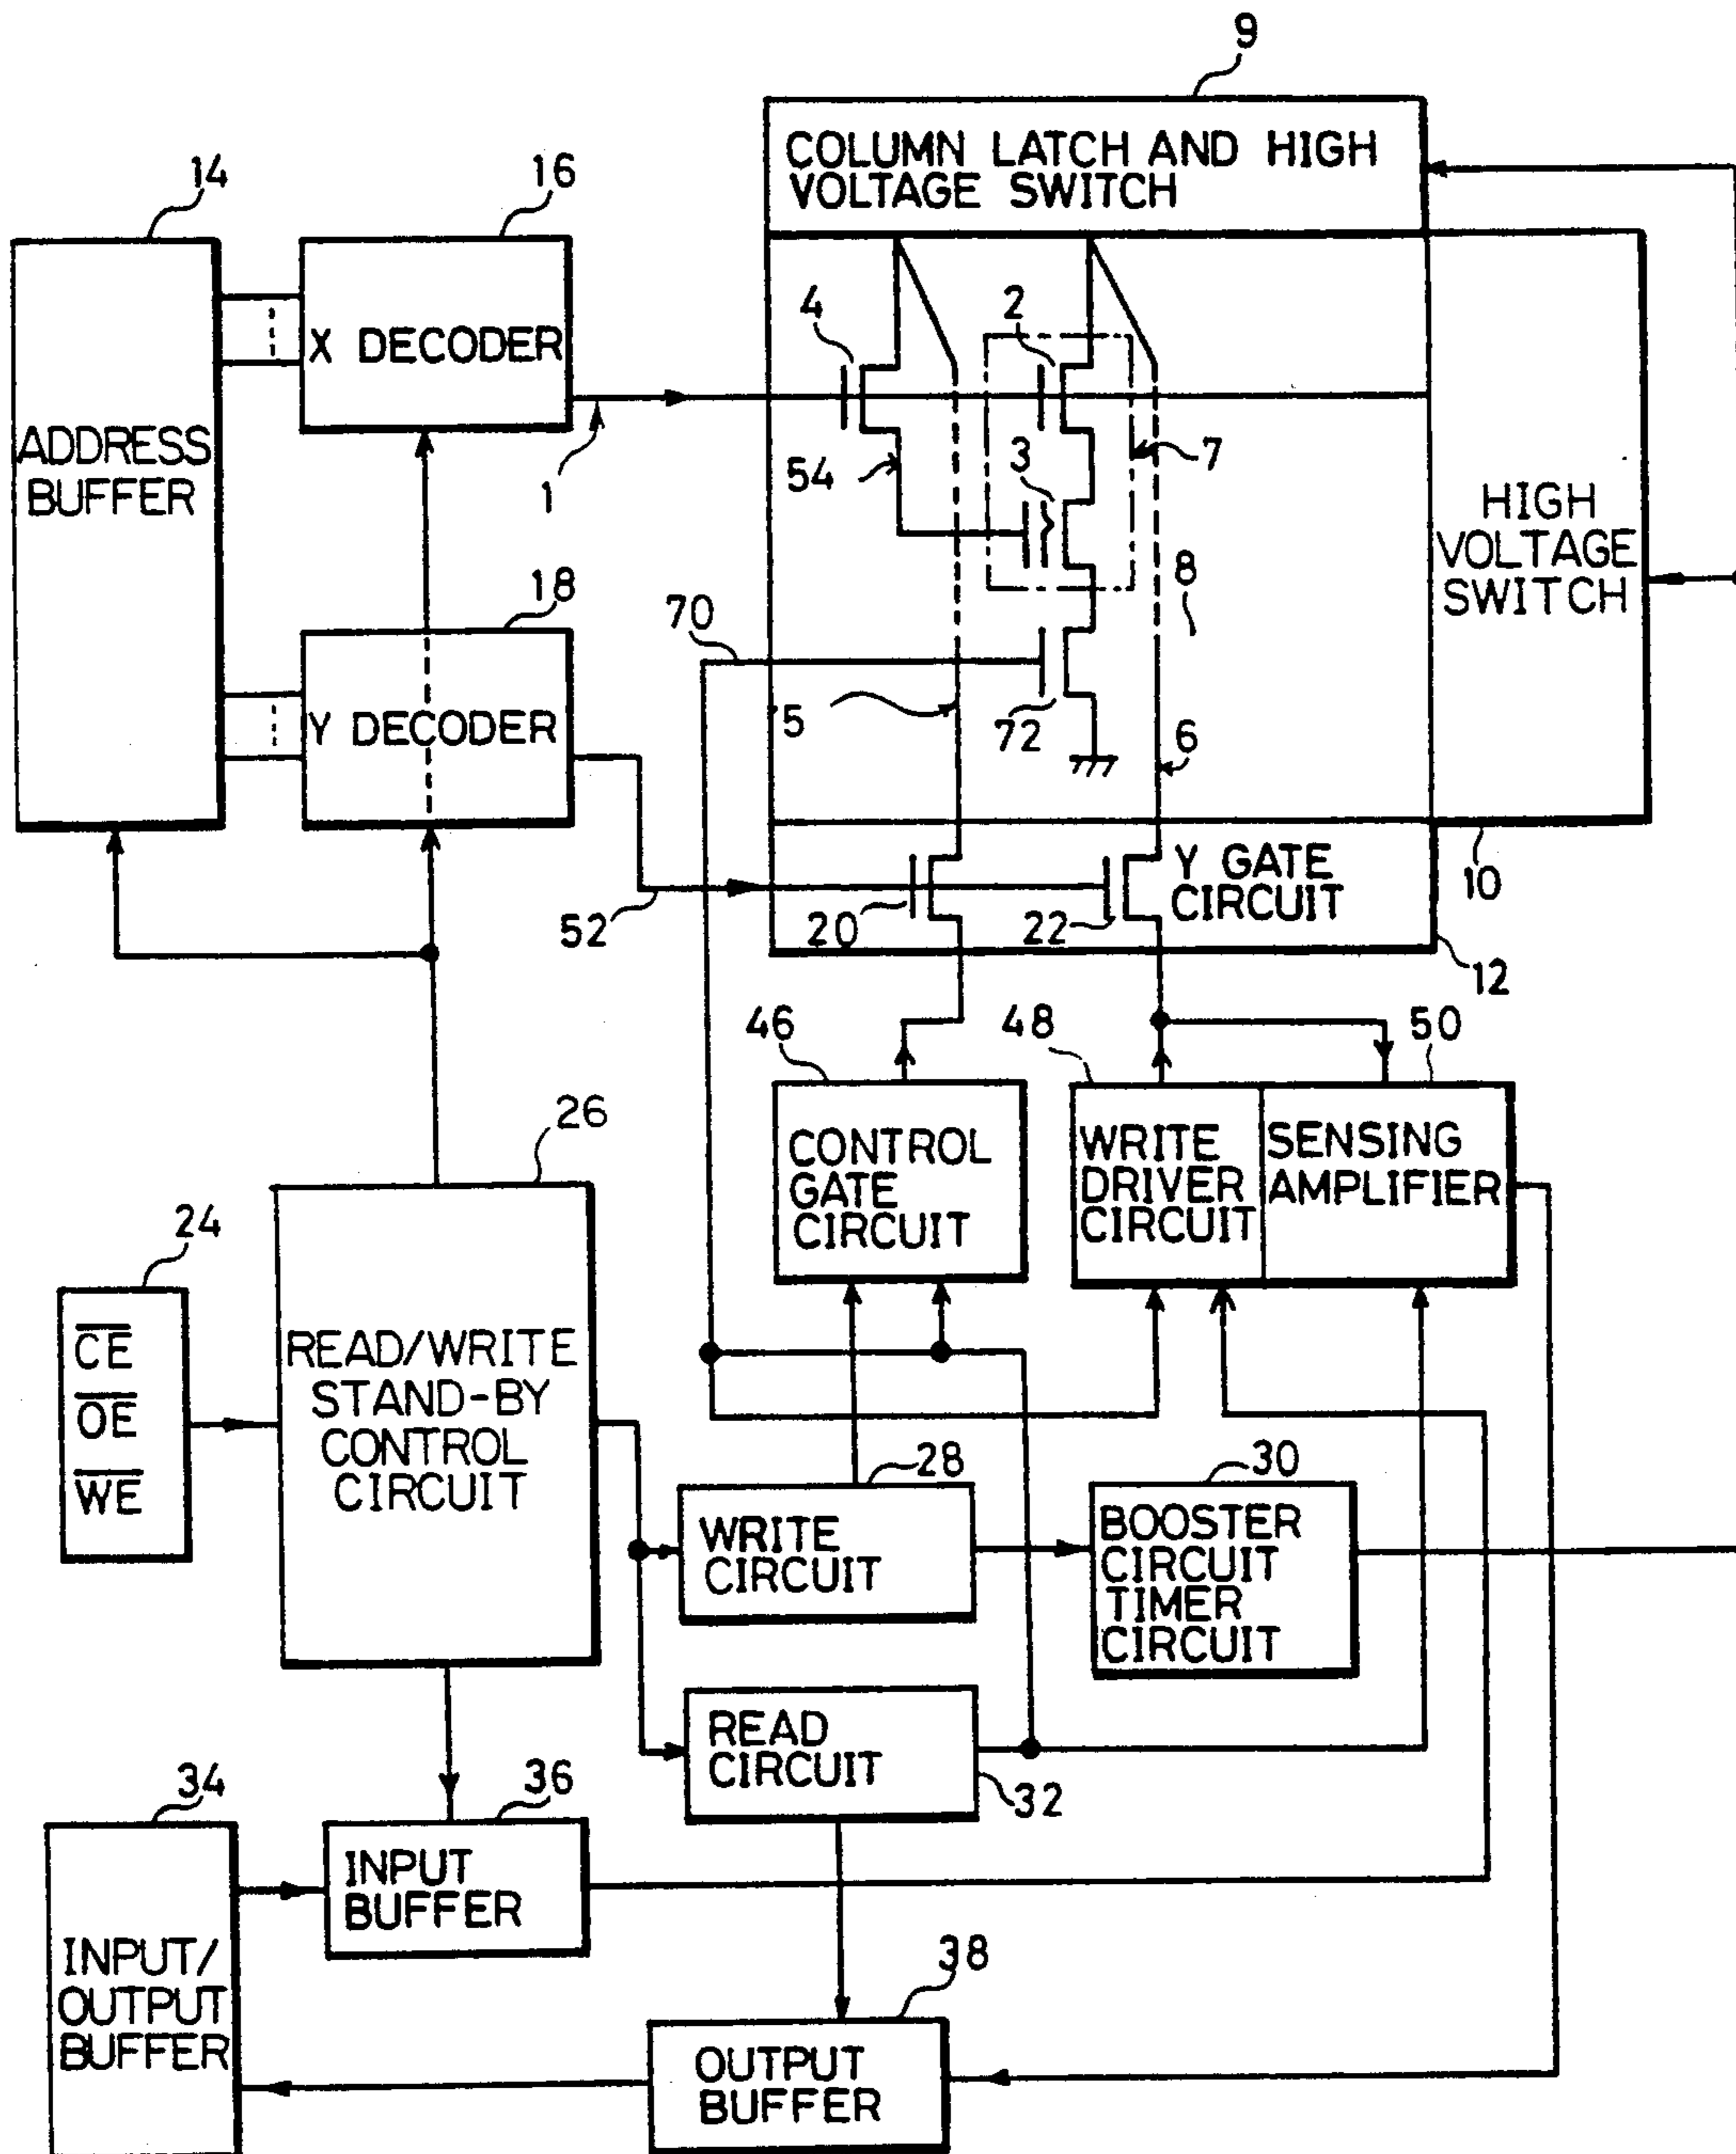 9
COLUMN LATCH AND HIGH
VOLTAGE SWITCH
14
16
4
2
X DECODER
ADDRESS
BUFFER
1
54
3
7
HIGH
VOLTAGE
SWITCH
8
18
70
Y DECODER
5
72
6
Y GATE
CIRCUIT
10
52
20
22
12
46
48
50
26
CONTROL
GATE
CIRCUIT
WRITE
DRIVER
CIRCUIT
SENSING
AMPLIFIER
24
CE
OE
WE
READ/WRITE
STAND-BY
CONTROL
CIRCUIT
28
30
WRITE
CIRCUIT
BOOSTER
CIRCUIT
TIMER
CIRCUIT
READ
CIRCUIT
32
34
36
INPUT
BUFFER
INPUT/
OUTPUT
BUFFER
38
OUTPUT
BUFFER